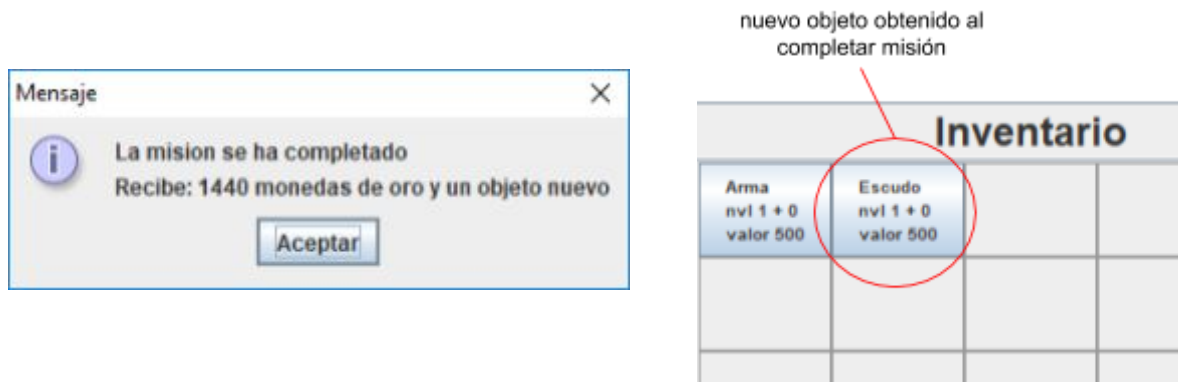 nuevo objeto obtenido al
completar misión
Mensaje
La mision se ha completado
Recibe: 1440 monedas de oro y un objeto nuevo
Aceptar
Inventario
Arma
nvl 1 + 0
valor 500
Escudo
nvl 1 + 0
valor 500